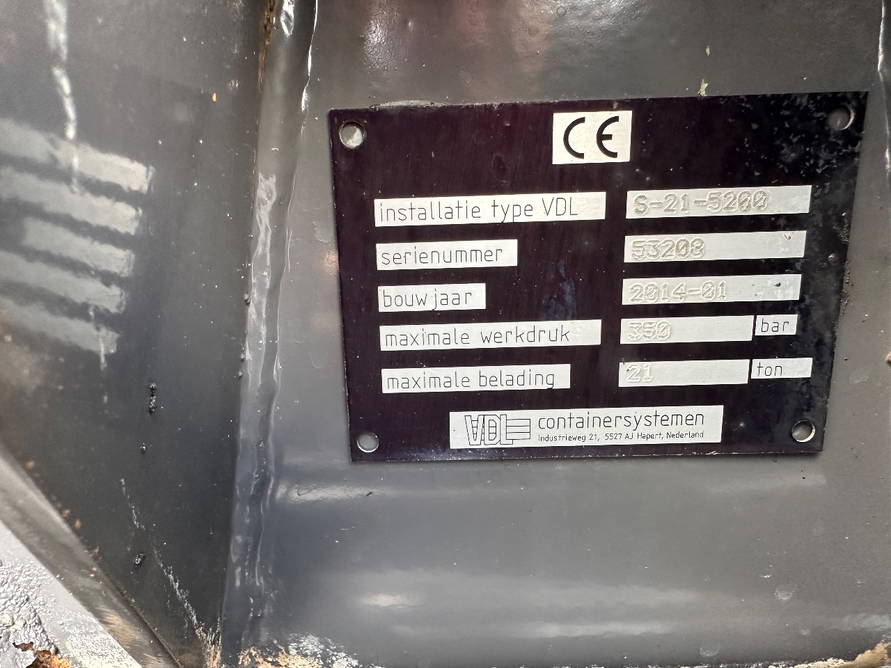 CE
installatie type VDL S-21-5200
serienummer 53208
bouwjaar 2014-01
maximale werkdruk 350 bar
maximale belading 21 ton
VDL containersystemen
Industrieweg 21, 5527 AJ Hapert, Nederland